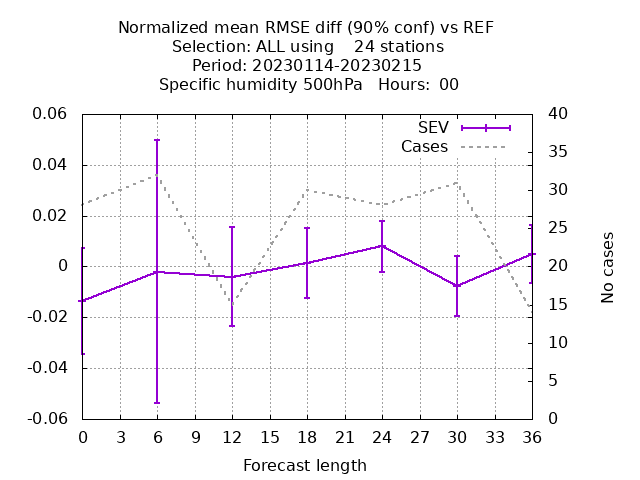 Normalized mean RMSE diff (90% conf) vs REF
Selection: ALL using    24 stations
Period: 20230114-20230215
Specific humidity 500hPa   Hours:  00
0.06
0.04
0.02
0
-0.02
-0.04
-0.06
SEV
Cases
40
35
30
25
20
15
10
5
0
No cases
0 3 6 9 12 15 18 21 24 27 30 33 36
Forecast length